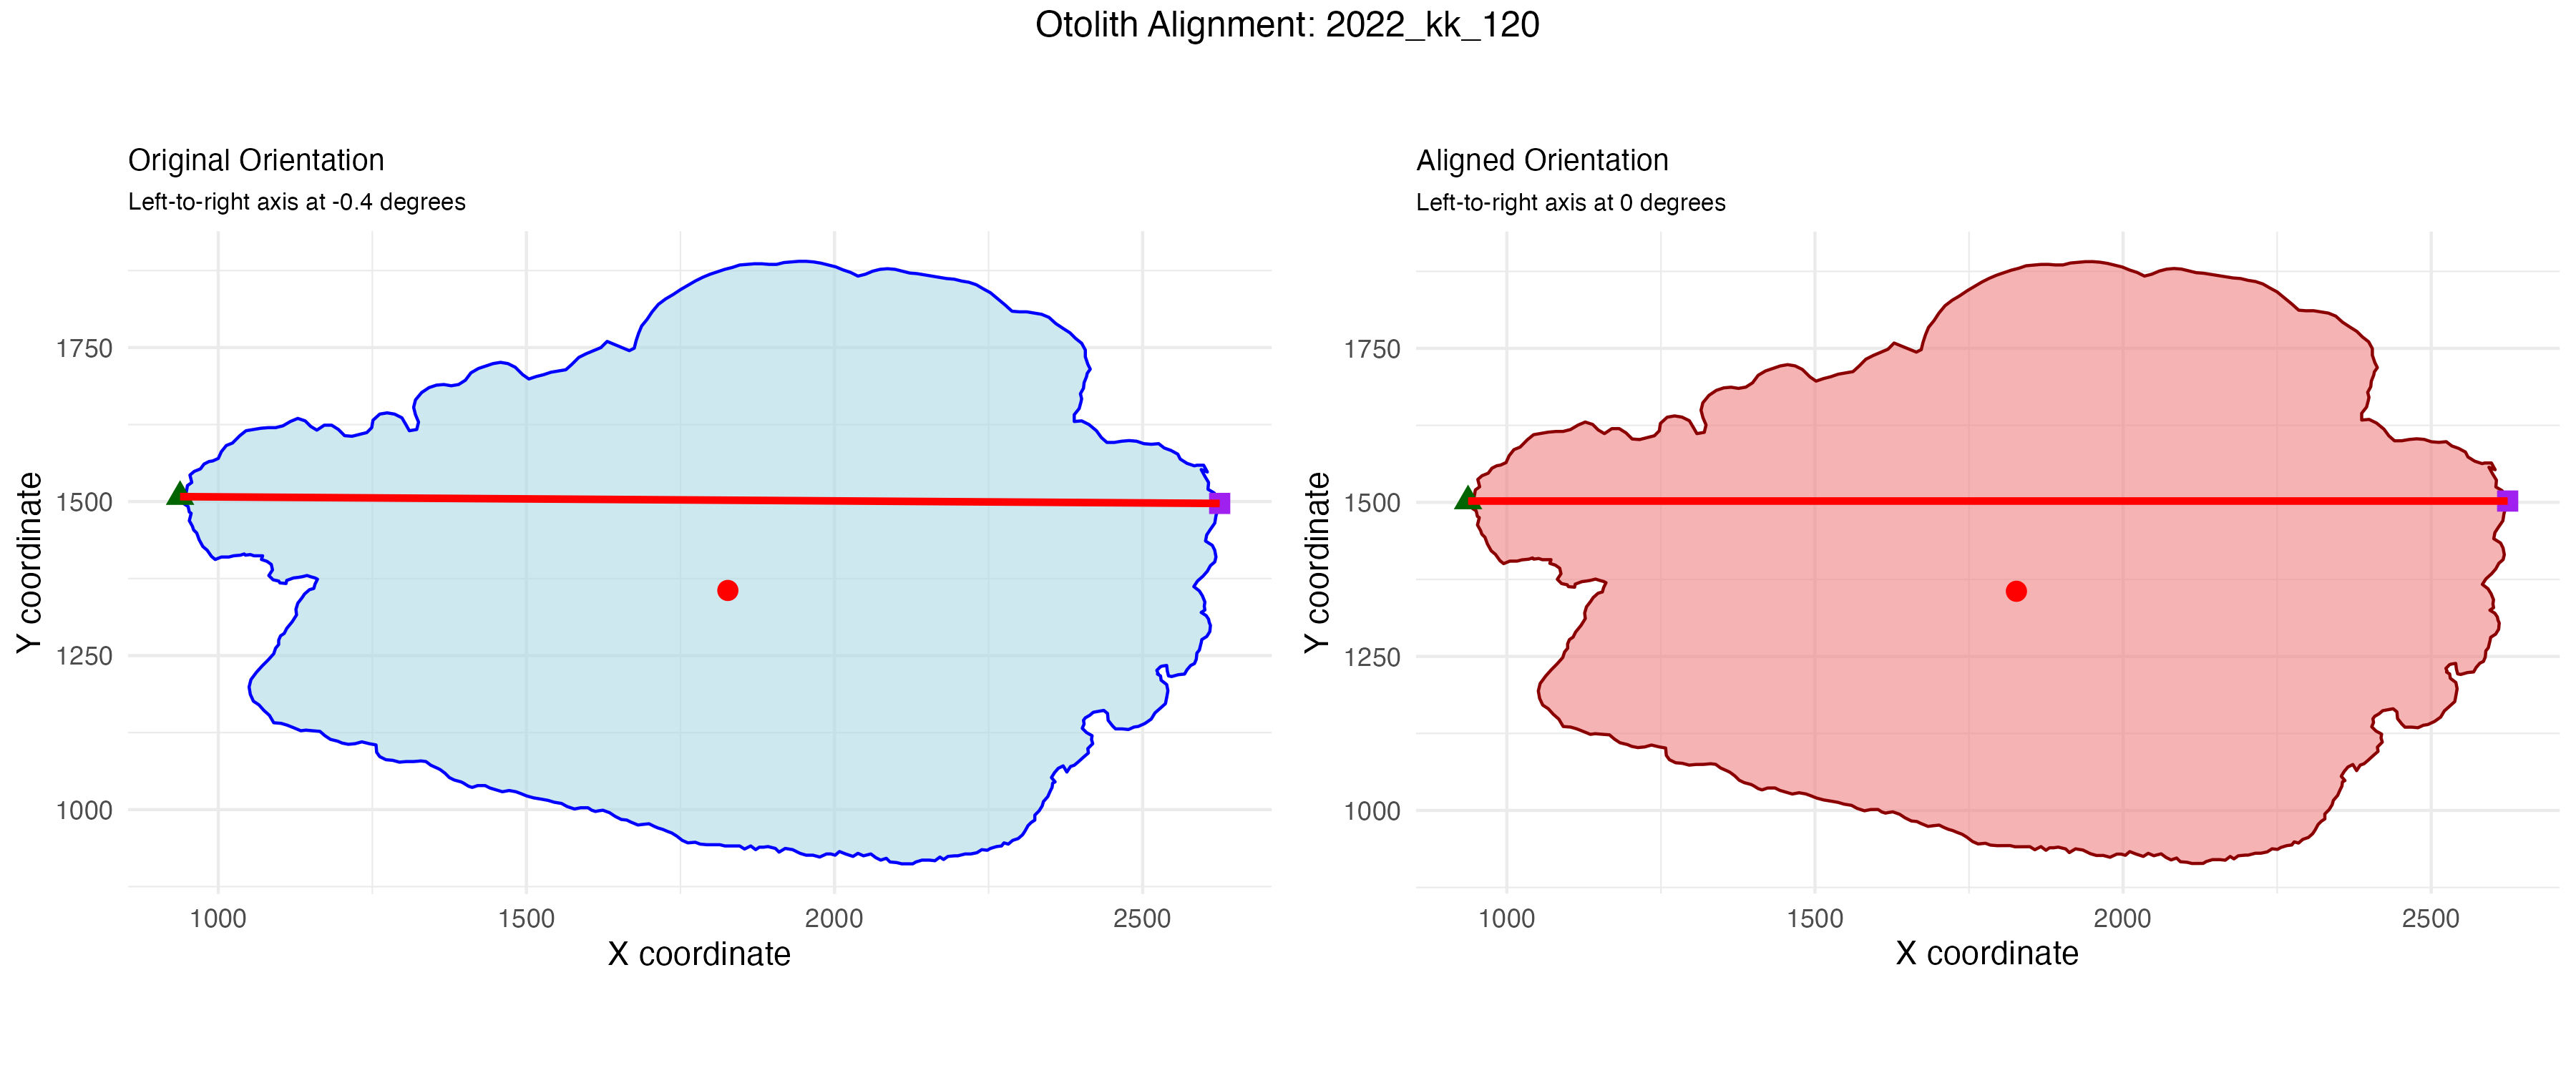 Otolith Alignment: 2022_kk_120
Original Orientation
Left-to-right axis at -0.4 degrees
Y coordinate
1750
1500
1250
1000
1000 1500 2000 2500
X coordinate
Aligned Orientation
Left-to-right axis at 0 degrees
Y coordinate
1750
1500
1250
1000
1000 1500 2000 2500
X coordinate